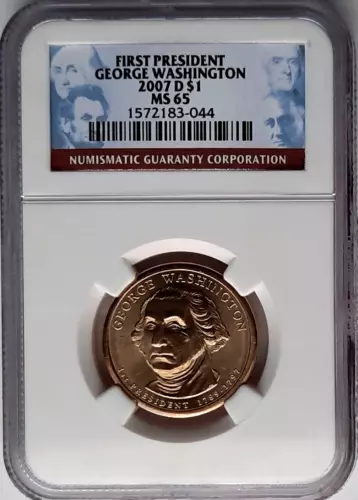 FIRST PRESIDENT
GEORGE WASHINGTON
2007 D $1
MS 65
1572183-044
NUMISMATIC GUARANTY CORPORATION
GEORGE WASHINGTON
1st PRESIDENT 1789-1797